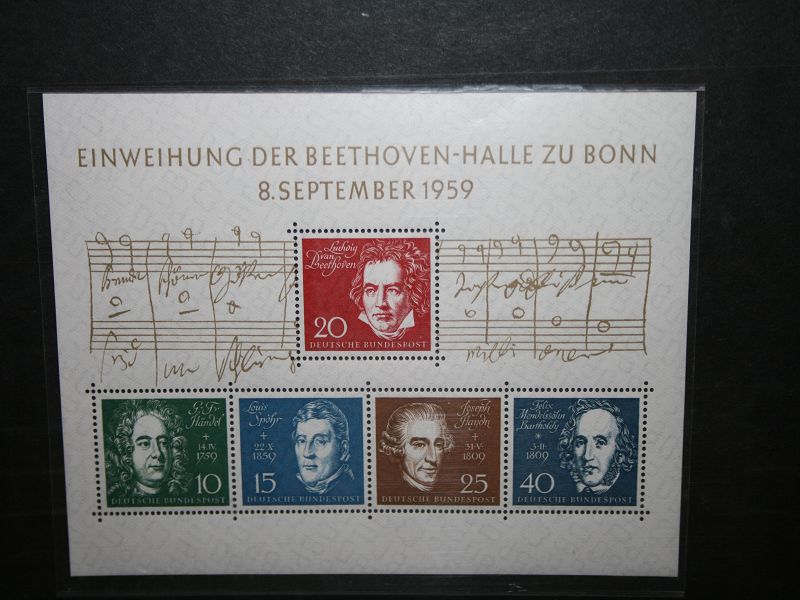 EINWEIHUNG DER BEETHOVEN-HALLE ZU BONN
8. SEPTEMBER 1959
Ludwig
van
Beethoven
20
DEUTSCHE BUNDESPOST
G. Fr.
Händel
+
14·IV
1759
10
DEUTSCHE BUNDESPOST
Louis
Spohr
+
22·X
1859
15
DEUTSCHE BUNDESPOST
Joseph
Haydn
+
31·V
1809
25
DEUTSCHE BUNDESPOST
Felix
Mendelssohn
Bartholdy
*
3·II
1809
40
DEUTSCHE BUNDESPOST